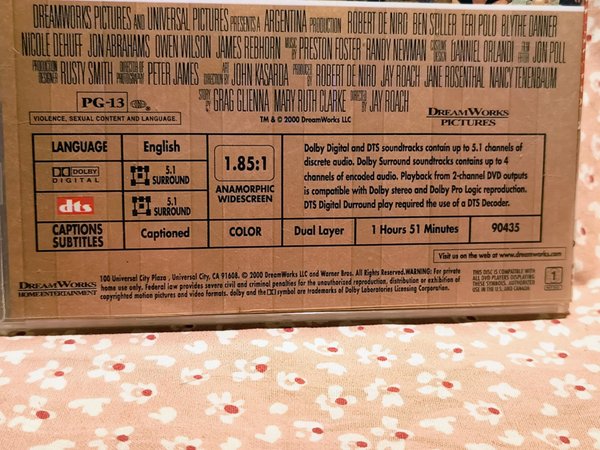 DREAMWORKS PICTURES AND UNIVERSAL PICTURES PRESENTS A ARGENTINA PRODUCTION ROBERT DE NIRO BEN STILLER TERI POLO BLYTHE DANNER
NICOLE DEHUFF JON ABRAHAMS OWEN WILSON JAMES REBHORN MUSIC BY PRESTON FOSTER-RANDY NEWMAN COSTUME DESIGN DANNIEL ORLANDI FILM EDITOR JON POLL
PRODUCTION DESIGNER RUSTY SMITH DIRECTOR OF PHOTOGRAPHY PETER JAMES ART DIRECTION BY JOHN KASARDA PRODUCED BY ROBERT DE NIRO JAY ROACH JANE ROSENTHAL NANCY TENENBAUM
STORY BY GRAG GLIENNA MARY RUTH CLARKE DIRECTED BY JAY ROACH
PG-13
VIOLENCE, SEXUAL CONTENT AND LANGUAGE.
TM & © 2000 DreamWorks LLC
DREAMWORKS
PICTURES
LANGUAGE English
DOLBY DIGITAL 5.1 SURROUND
dts 5.1 SURROUND
CAPTIONS SUBTITLES Captioned
1.85:1
ANAMORPHIC
WIDESCREEN
COLOR Dual Layer 1 Hours 51 Minutes 90435
Dolby Digital and DTS soundtracks contain up to 5.1 channels of
discrete audio. Dolby Surround soundtracks contain up to 4
channels of encoded audio. Playback from 2-channel DVD outputs
is compatible with Dolby stereo and Dolby Pro Logic reproduction.
DTS Digital Durround play required the use of a DTS Decoder.
Visit us on the web at www.dreamworks.com
DREAMWORKS
HOME ENTERTAINMENT
100 Universal City Plaza , Universal City, CA 91608. © 2000 DreamWorks LLC and Warner Bros. All Rights Reserved. WARNING: For private
home use only. Federal law provides severe civil and criminal penalties for the unauthorized reproduction, distribution or exhibition of
copyrighted motion pictures and video formats. dolby and the symbol are trademarks of Dolby Laboratories Licensing Corporation.
THIS DISC IS COMPATIBLE WITH
ALL DVD PLAYERS DISPLAYING
THESE SYMBOLS. AUTHORIZED
USE IN THE U.S. AND CANADA.
1